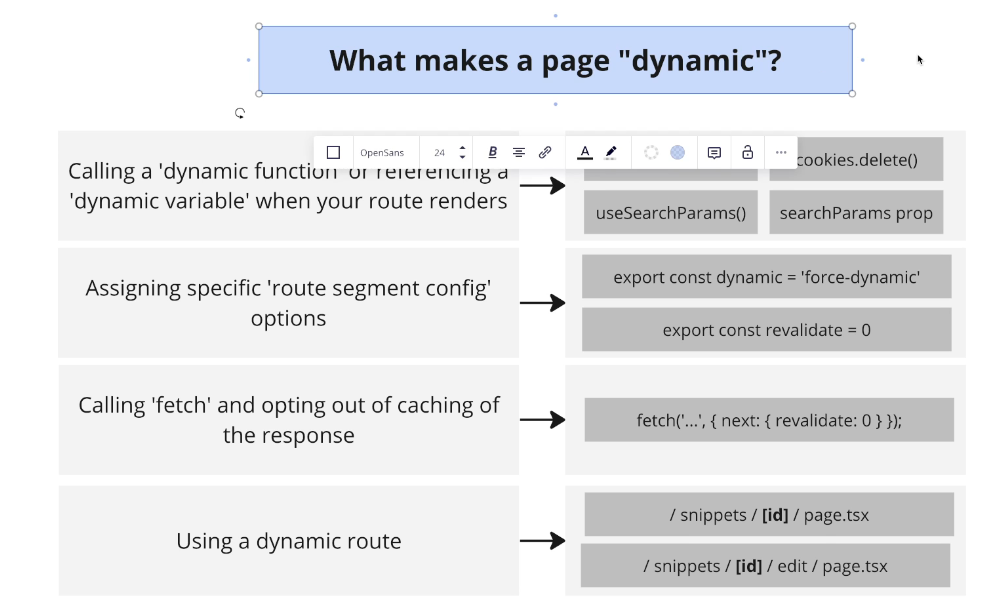 What makes a page "dynamic"?
OpenSans
24
B
A
Calling a 'dynamic function' or referencing a
'dynamic variable' when your route renders
cookies.delete()
useSearchParams()
searchParams prop
Assigning specific 'route segment config'
options
export const dynamic = 'force-dynamic'
export const revalidate = 0
Calling 'fetch' and opting out of caching of
the response
fetch('...', { next: { revalidate: 0 } });
Using a dynamic route
/ snippets / [id] / page.tsx
/ snippets / [id] / edit / page.tsx